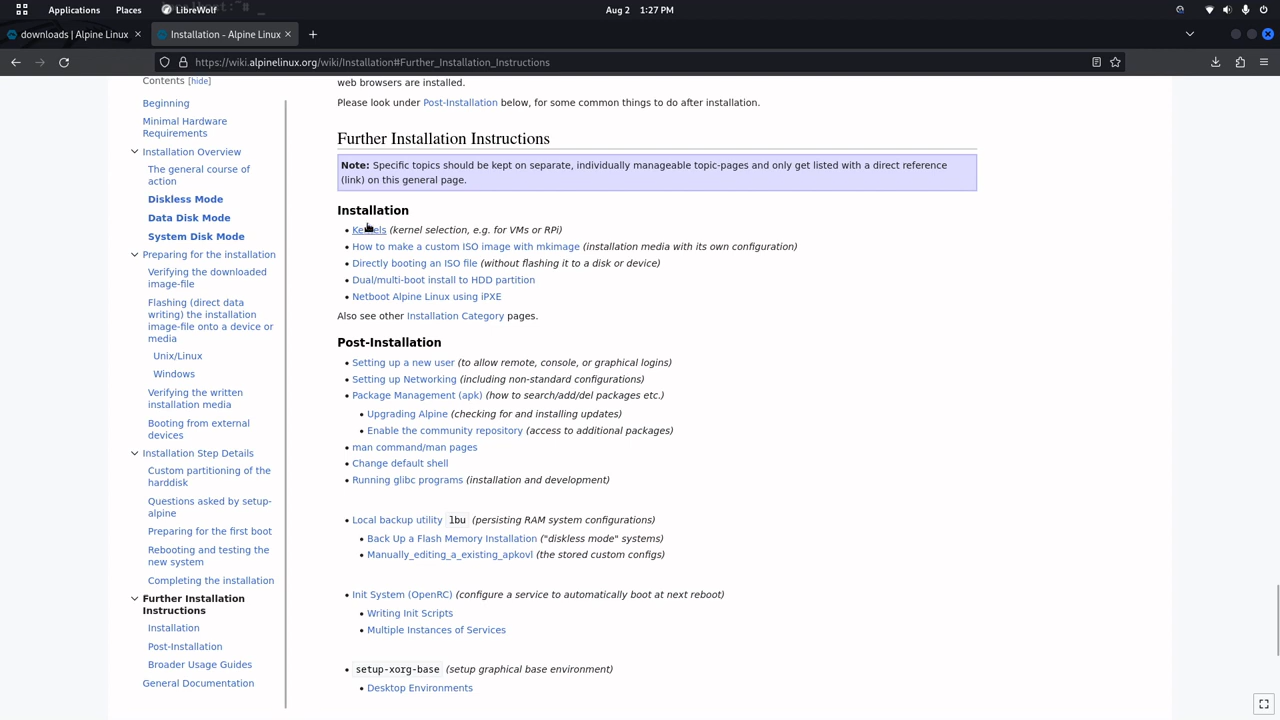 Applications Places LibreWolf Aug 2 1:27 PM
downloads | Alpine Linux Installation - Alpine Linux
https://wiki.alpinelinux.org/wiki/Installation#Further_Installation_Instructions
Contents [hide]
Beginning
Minimal Hardware
Requirements
Installation Overview
The general course of
action
Diskless Mode
Data Disk Mode
System Disk Mode
Preparing for the installation
Verifying the downloaded
image-file
Flashing (direct data
writing) the installation
image-file onto a device or
media
Unix/Linux
Windows
Verifying the written
installation media
Booting from external
devices
Installation Step Details
Custom partitioning of the
harddisk
Questions asked by setup-
alpine
Preparing for the first boot
Rebooting and testing the
new system
Completing the installation
Further Installation
Instructions
Installation
Post-Installation
Broader Usage Guides
General Documentation
web browsers are installed.
Please look under Post-Installation below, for some common things to do after installation.
Further Installation Instructions
Note: Specific topics should be kept on separate, individually manageable topic-pages and only get listed with a direct reference
(link) on this general page.
Installation
• Kernels (kernel selection, e.g. for VMs or RPi)
• How to make a custom ISO image with mkimage (installation media with its own configuration)
• Directly booting an ISO file (without flashing it to a disk or device)
• Dual/multi-boot install to HDD partition
• Netboot Alpine Linux using iPXE
Also see other Installation Category pages.
Post-Installation
• Setting up a new user (to allow remote, console, or graphical logins)
• Setting up Networking (including non-standard configurations)
• Package Management (apk) (how to search/add/del packages etc.)
• Upgrading Alpine (checking for and installing updates)
• Enable the community repository (access to additional packages)
• man command/man pages
• Change default shell
• Running glibc programs (installation and development)
• Local backup utility lbu (persisting RAM system configurations)
• Back Up a Flash Memory Installation ("diskless mode" systems)
• Manually_editing_a_existing_apkovl (the stored custom configs)
• Init System (OpenRC) (configure a service to automatically boot at next reboot)
• Writing Init Scripts
• Multiple Instances of Services
• setup-xorg-base (setup graphical base environment)
• Desktop Environments